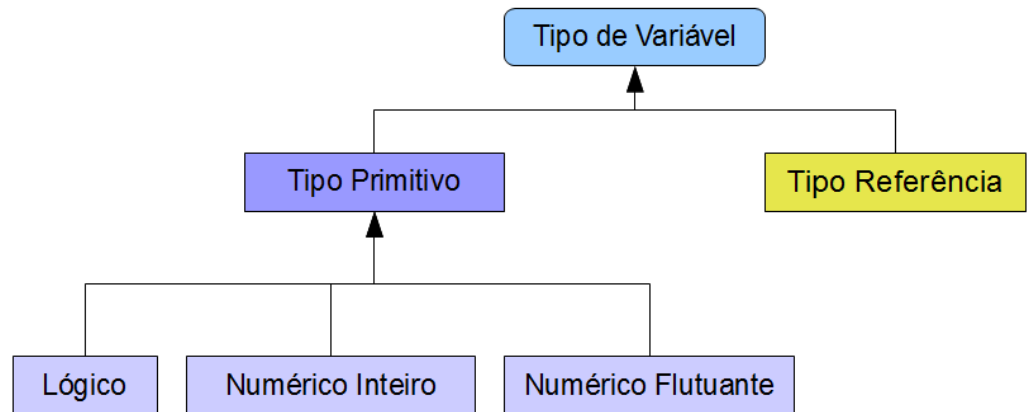 Tipo de Variável
Tipo Primitivo
Tipo Referência
Lógico
Numérico Inteiro
Numérico Flutuante